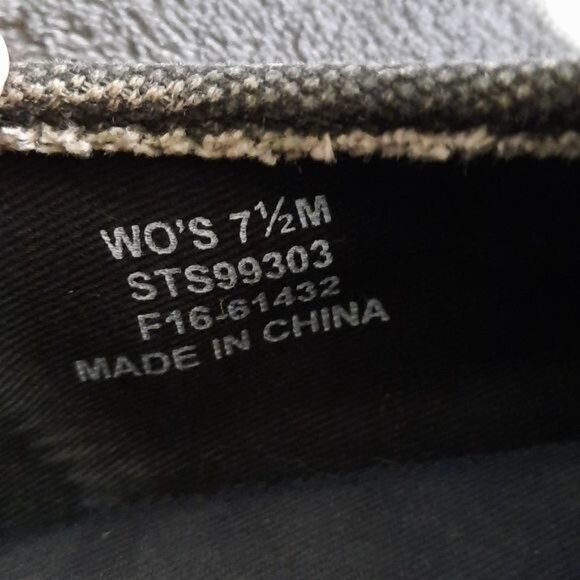 WO'S 7½M
STS99303
F16-61432
MADE IN CHINA